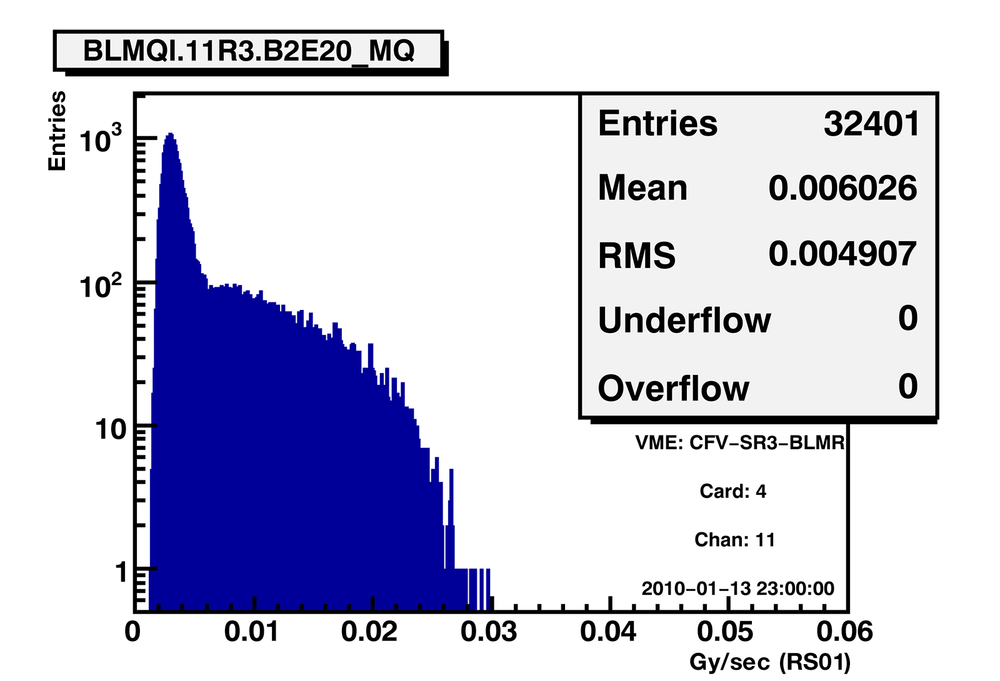 BLMQI.11R3.B2E20_MQ
Entries
10³
10²
10
1
Entries 32401
Mean 0.006026
RMS 0.004907
Underflow 0
Overflow 0
VME: CFV−SR3−BLMR
Card: 4
Chan: 11
2010−01−13 23:00:00
0 0.01 0.02 0.03 0.04 0.05 0.06
Gy/sec (RS01)